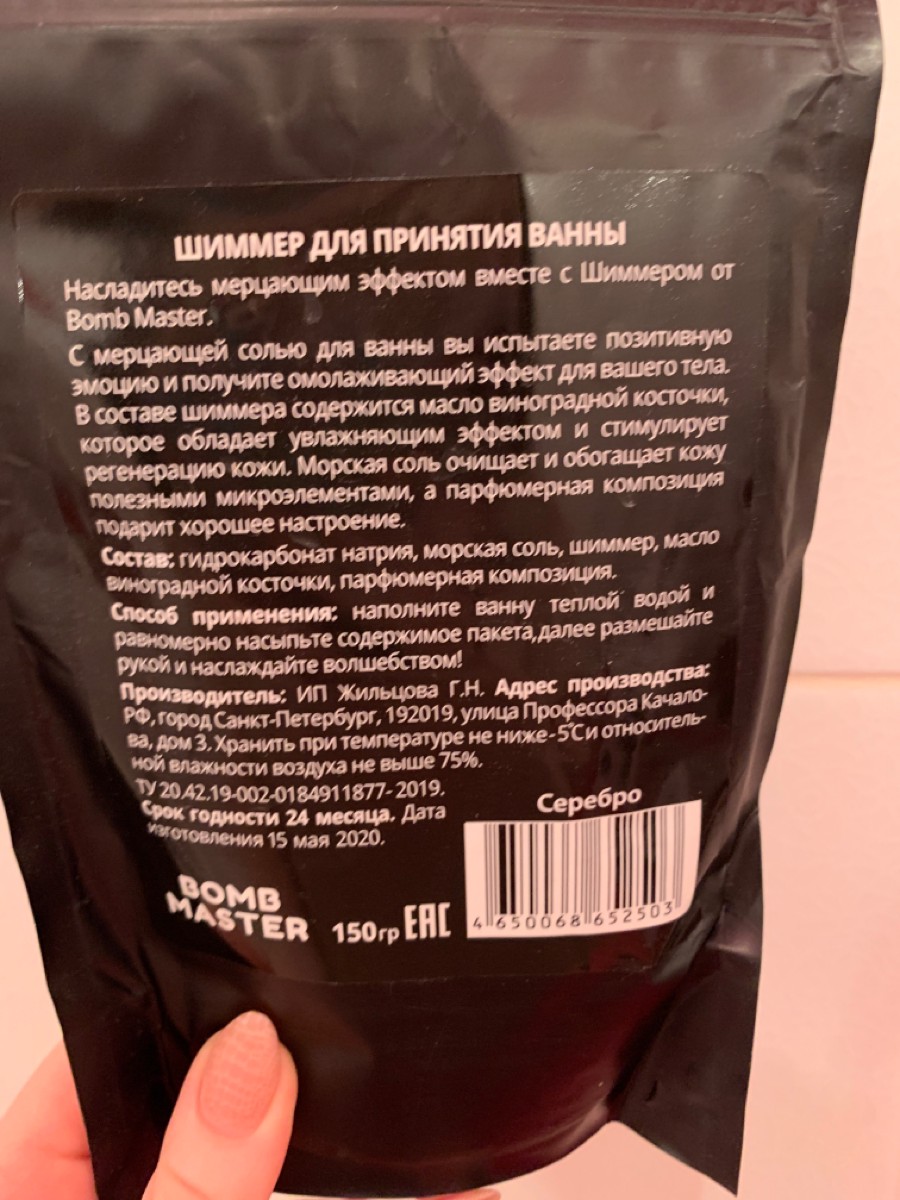 ШИММЕР ДЛЯ ПРИНЯТИЯ ВАННЫ
Насладитесь мерцающим эффектом вместе с Шиммером от
Bomb Master.
С мерцающей солью для ванны вы испытаете позитивную
эмоцию и получите омолаживающий эффект для вашего тела.
В составе шиммера содержится масло виноградной косточки,
которое обладает увлажняющим эффектом и стимулирует
регенерацию кожи. Морская соль очищает и обогащает кожу
полезными микроэлементами, а парфюмерная композиция
подарит хорошее настроение.
Состав: гидрокарбонат натрия, морская соль, шиммер, масло
виноградной косточки, парфюмерная композиция.
Способ применения: наполните ванну теплой водой и
равномерно насыпьте содержимое пакета,далее размешайте
рукой и наслаждайте волшебством!
Производитель: ИП Жильцова Г.Н. Адрес производства:
РФ, город Санкт-Петербург, 192019, улица Профессора Качало-
ва, дом 3. Хранить при температуре не ниже -5°С и относитель-
ной влажности воздуха не выше 75%.
ТУ 20.42.19-002-0184911877- 2019.
Срок годности 24 месяца. Дата
изготовления 15 мая 2020.
Серебро
BOMB
MASTER
150гр EAC
4 650068 652503